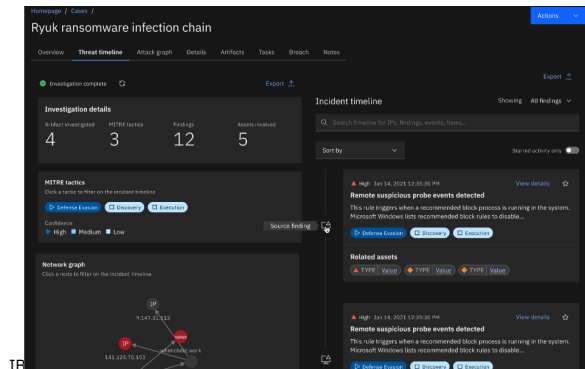 Homepage / Cases /
Ryuk ransomware infection chain
Actions
Overview Threat timeline Attack graph Details Artifacts Tasks Breach Notes
Investigation complete
Export
Investigation details
Artifact investigated MITRE tactics Findings Assets involved
4 3 12 5
MITRE tactics
Click a tactic to filter on the incident timeline
Defense Evasion Discovery Execution
Confidence
High Medium Low
Source finding
Network graph
Click a node to filter on the incident timeline
IP
9.147.31.113
IP
WWW
141.125.75.153
Export
Incident timeline
Showing All findings
Search timeline for IPs, findings, events, flows...
Sort by
Starred activity only
High Jan 14, 2021 12:35:30 PM View details
Remote suspicious probe events detected
This rule triggers when a recommended block process is running in the system.
Microsoft Windows lists recommended block rules to disable...
Defense Evasion Discovery Execution
Related assets
TYPE Value TYPE Value TYPE Value
High Jan 14, 2021 12:35:30 PM View details
Remote suspicious probe events detected
This rule triggers when a recommended block process is running in the system.
Microsoft Windows lists recommended block rules to disable...
Defense Evasion Discovery Execution